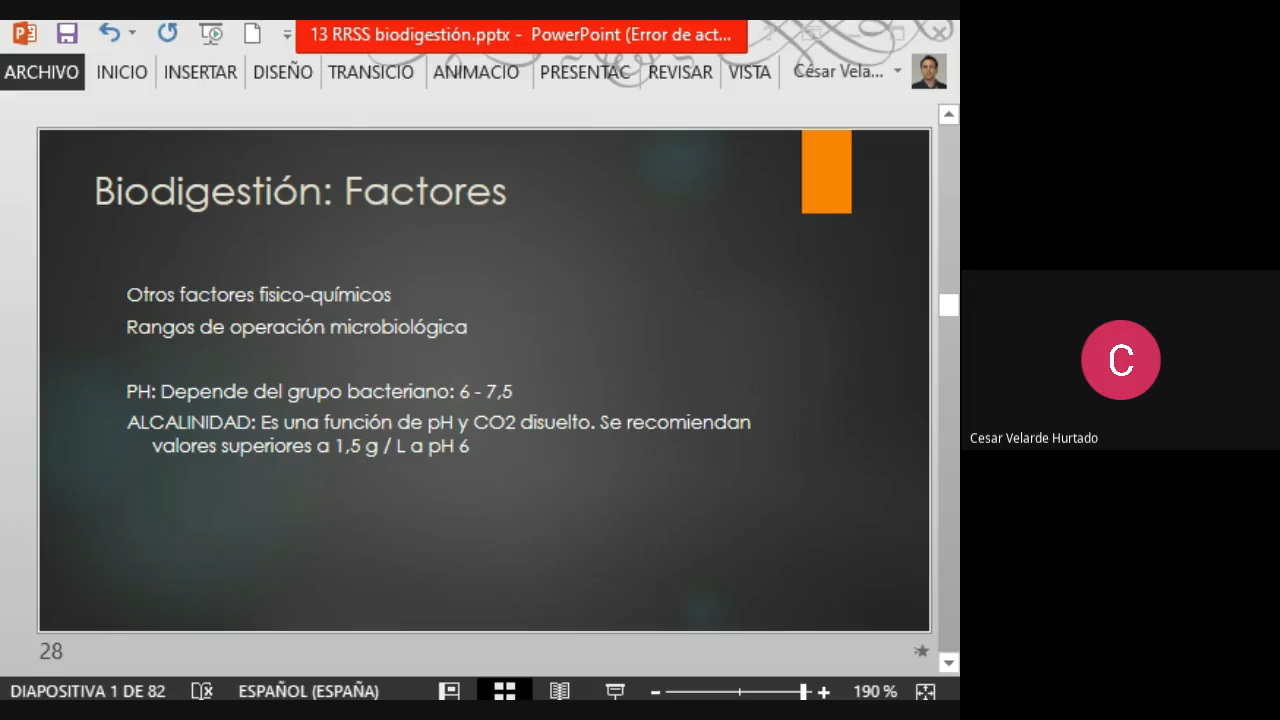 13 RRSS biodigestión.pptx - PowerPoint (Error de act...
ARCHIVO INICIO INSERTAR DISEÑO TRANSICIO ANIMACIO PRESENTAC REVISAR VISTA César Vela...
Biodigestión: Factores
Otros factores fisico-químicos
Rangos de operación microbiológica
PH: Depende del grupo bacteriano: 6 - 7,5
ALCALINIDAD: Es una función de pH y CO2 disuelto. Se recomiendan
valores superiores a 1,5 g / L a pH 6
C
Cesar Velarde Hurtado
28
DIAPOSITIVA 1 DE 82 ESPAÑOL (ESPAÑA) 190 %